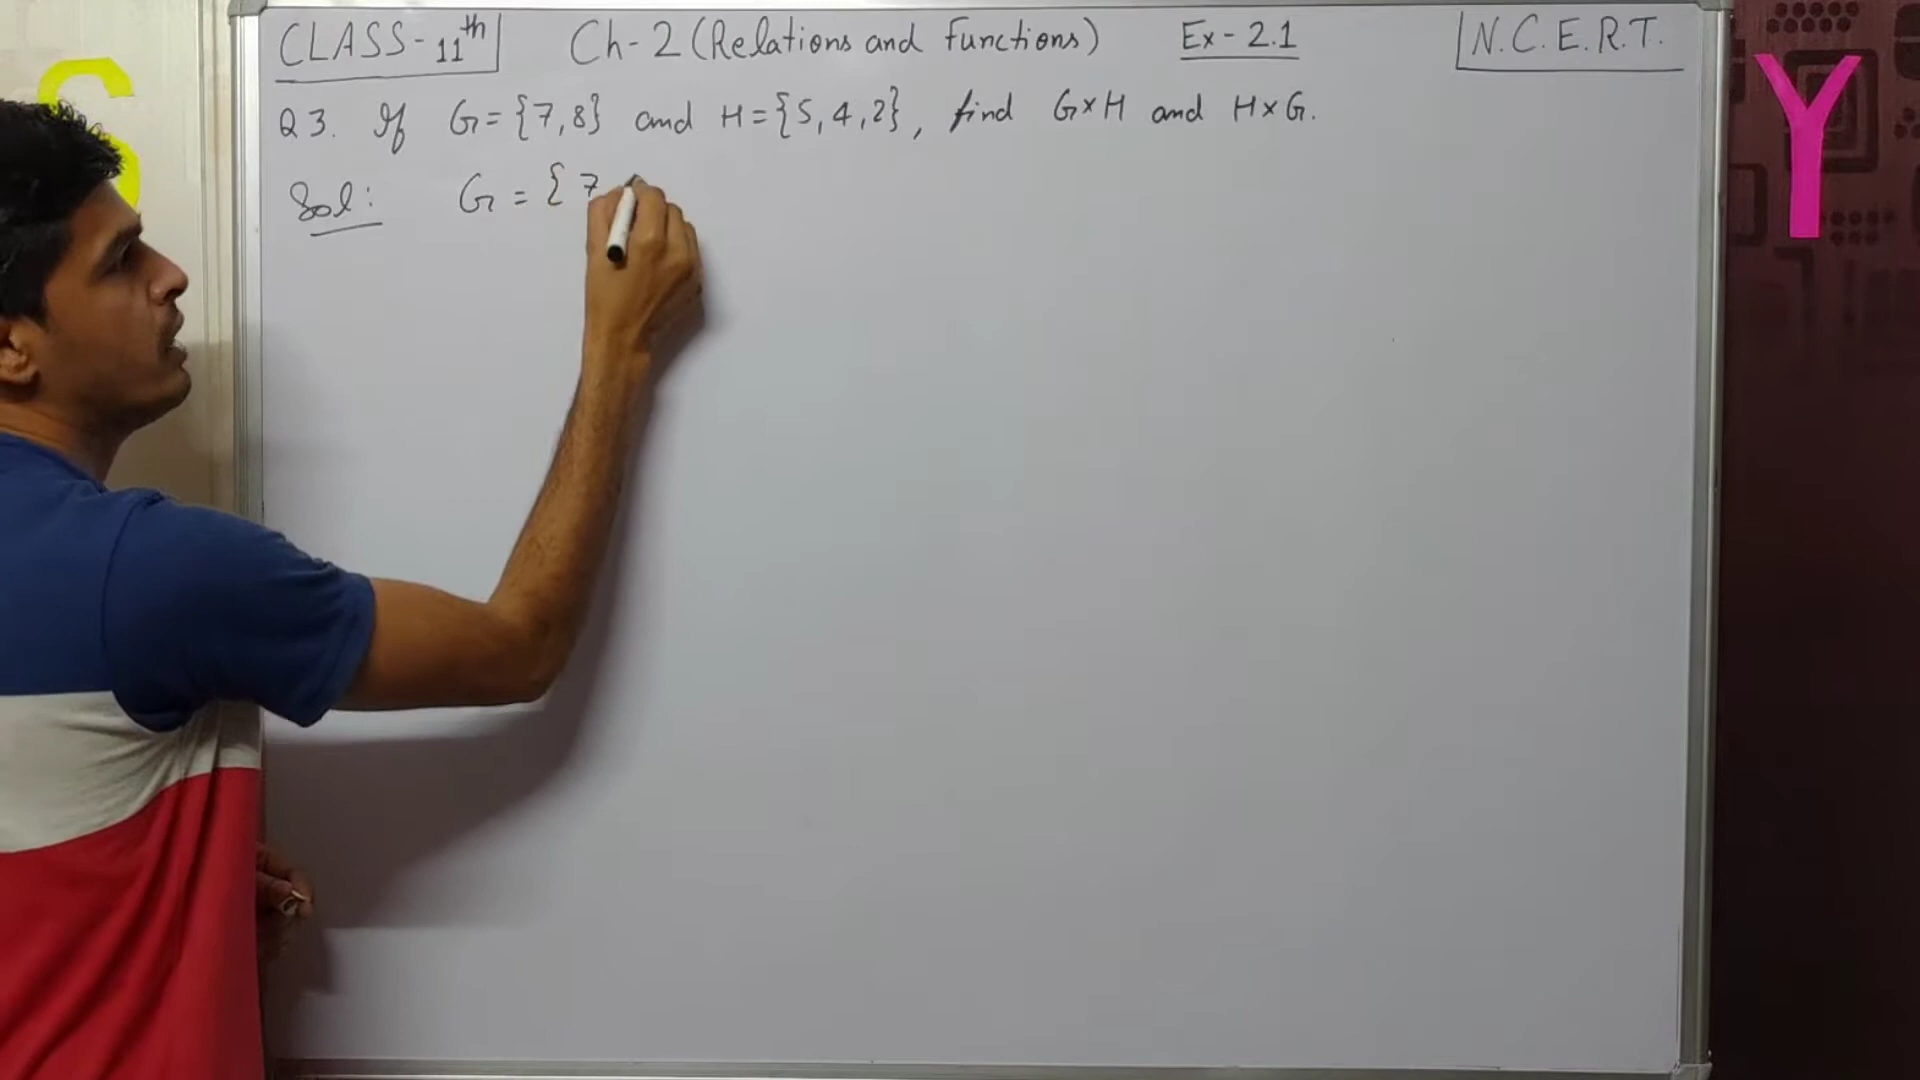 CLASS-11th Ch-2 (Relations and Functions) Ex-2.1 N.C.E.R.T.
Q3. If G={7,8} and H={5,4,2}, find G×H and H×G.
Sol: G = {7
S Y